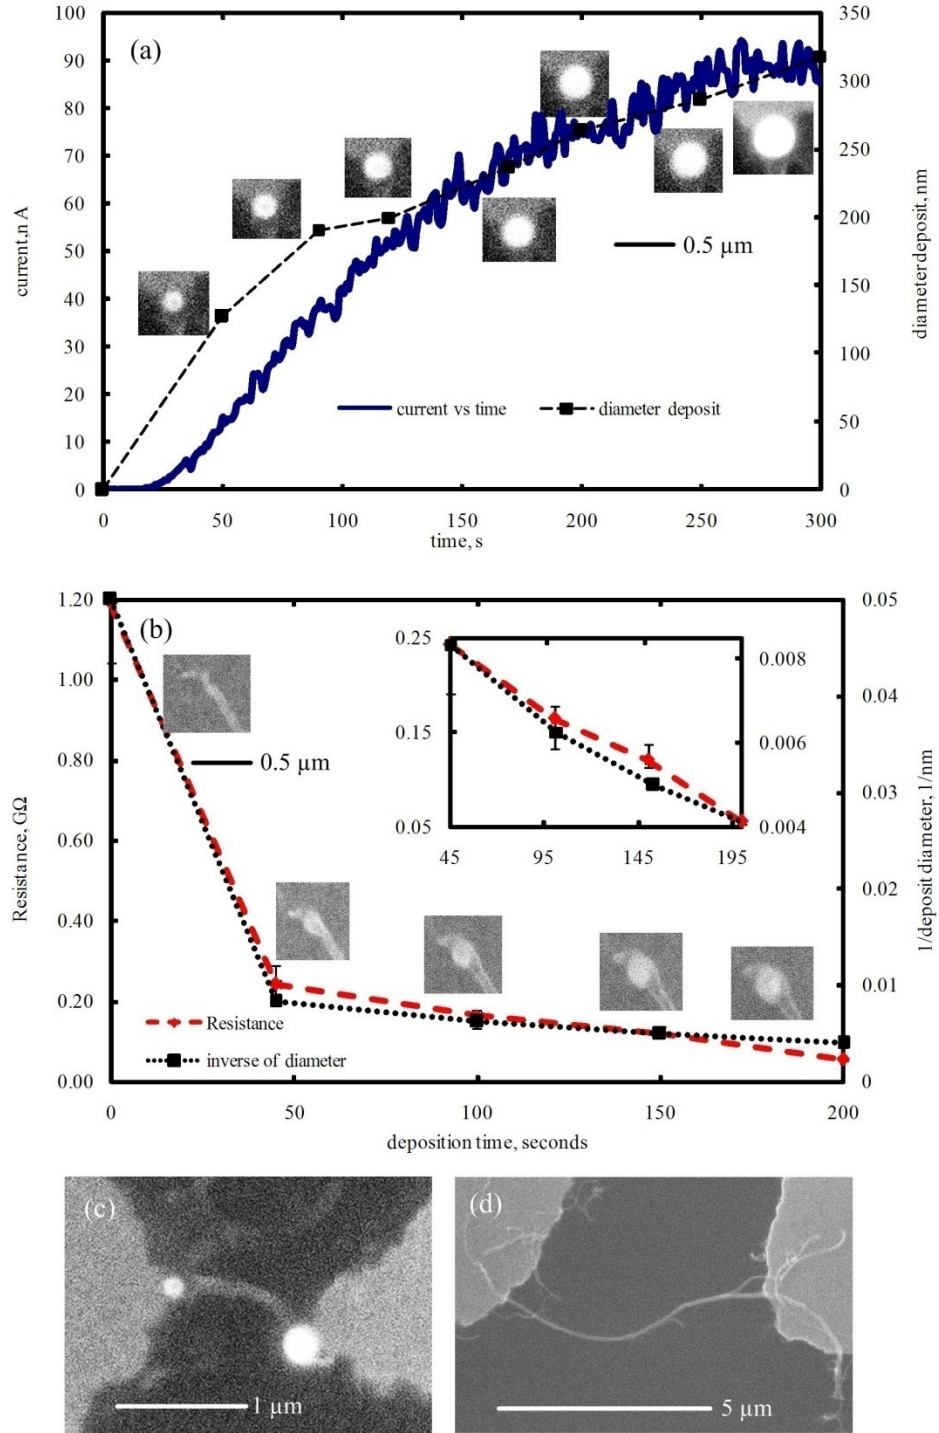 (a)
100
90
80
70
60
50
40
30
20
10
0
current,n A
350
300
250
200
150
100
50
0
diameter deposit, nm
0.5 µm
current vs time
diameter deposit
0 50 100 150 200 250 300
time, s
(b)
1.20
1.00
0.80
0.60
0.40
0.20
0.00
Resistance, GΩ
0.05
0.04
0.03
0.02
0.01
0
1/deposit diameter, 1/nm
0.5 µm
0.25
0.15
0.05
0.008
0.006
0.004
45 95 145 195
Resistance
inverse of diameter
0 50 100 150 200
deposition time, seconds
(c)
1 µm
(d)
5 µm